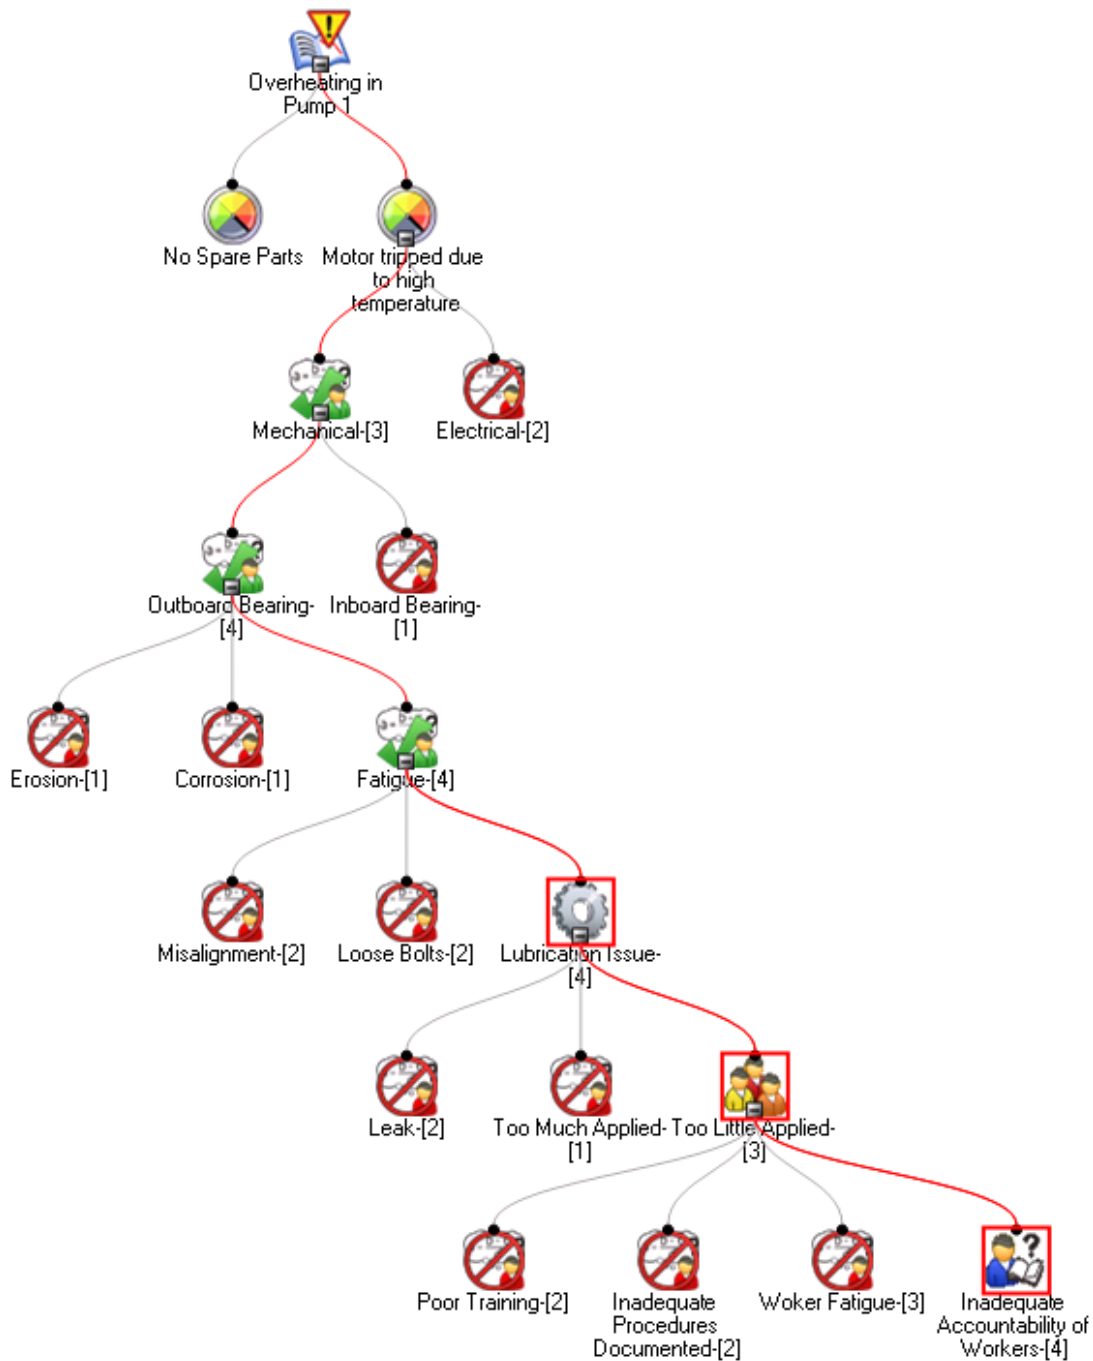 Overheating in
Pump 1
No Spare Parts
Motor tripped due
to high
temperature
Mechanical-[3]
Electrical-[2]
Outboard Bearing-
[4]
Inboard Bearing-
[1]
Erosion-[1]
Corrosion-[1]
Fatigue-[4]
Misalignment-[2]
Loose Bolts-[2]
Lubrication Issue-
[4]
Leak-[2]
Too Much Applied-
[1]
Too Little Applied-
[3]
Poor Training-[2]
Inadequate
Procedures
Documented-[2]
Woker Fatigue-[3]
Inadequate
Accountability of
Workers-[4]